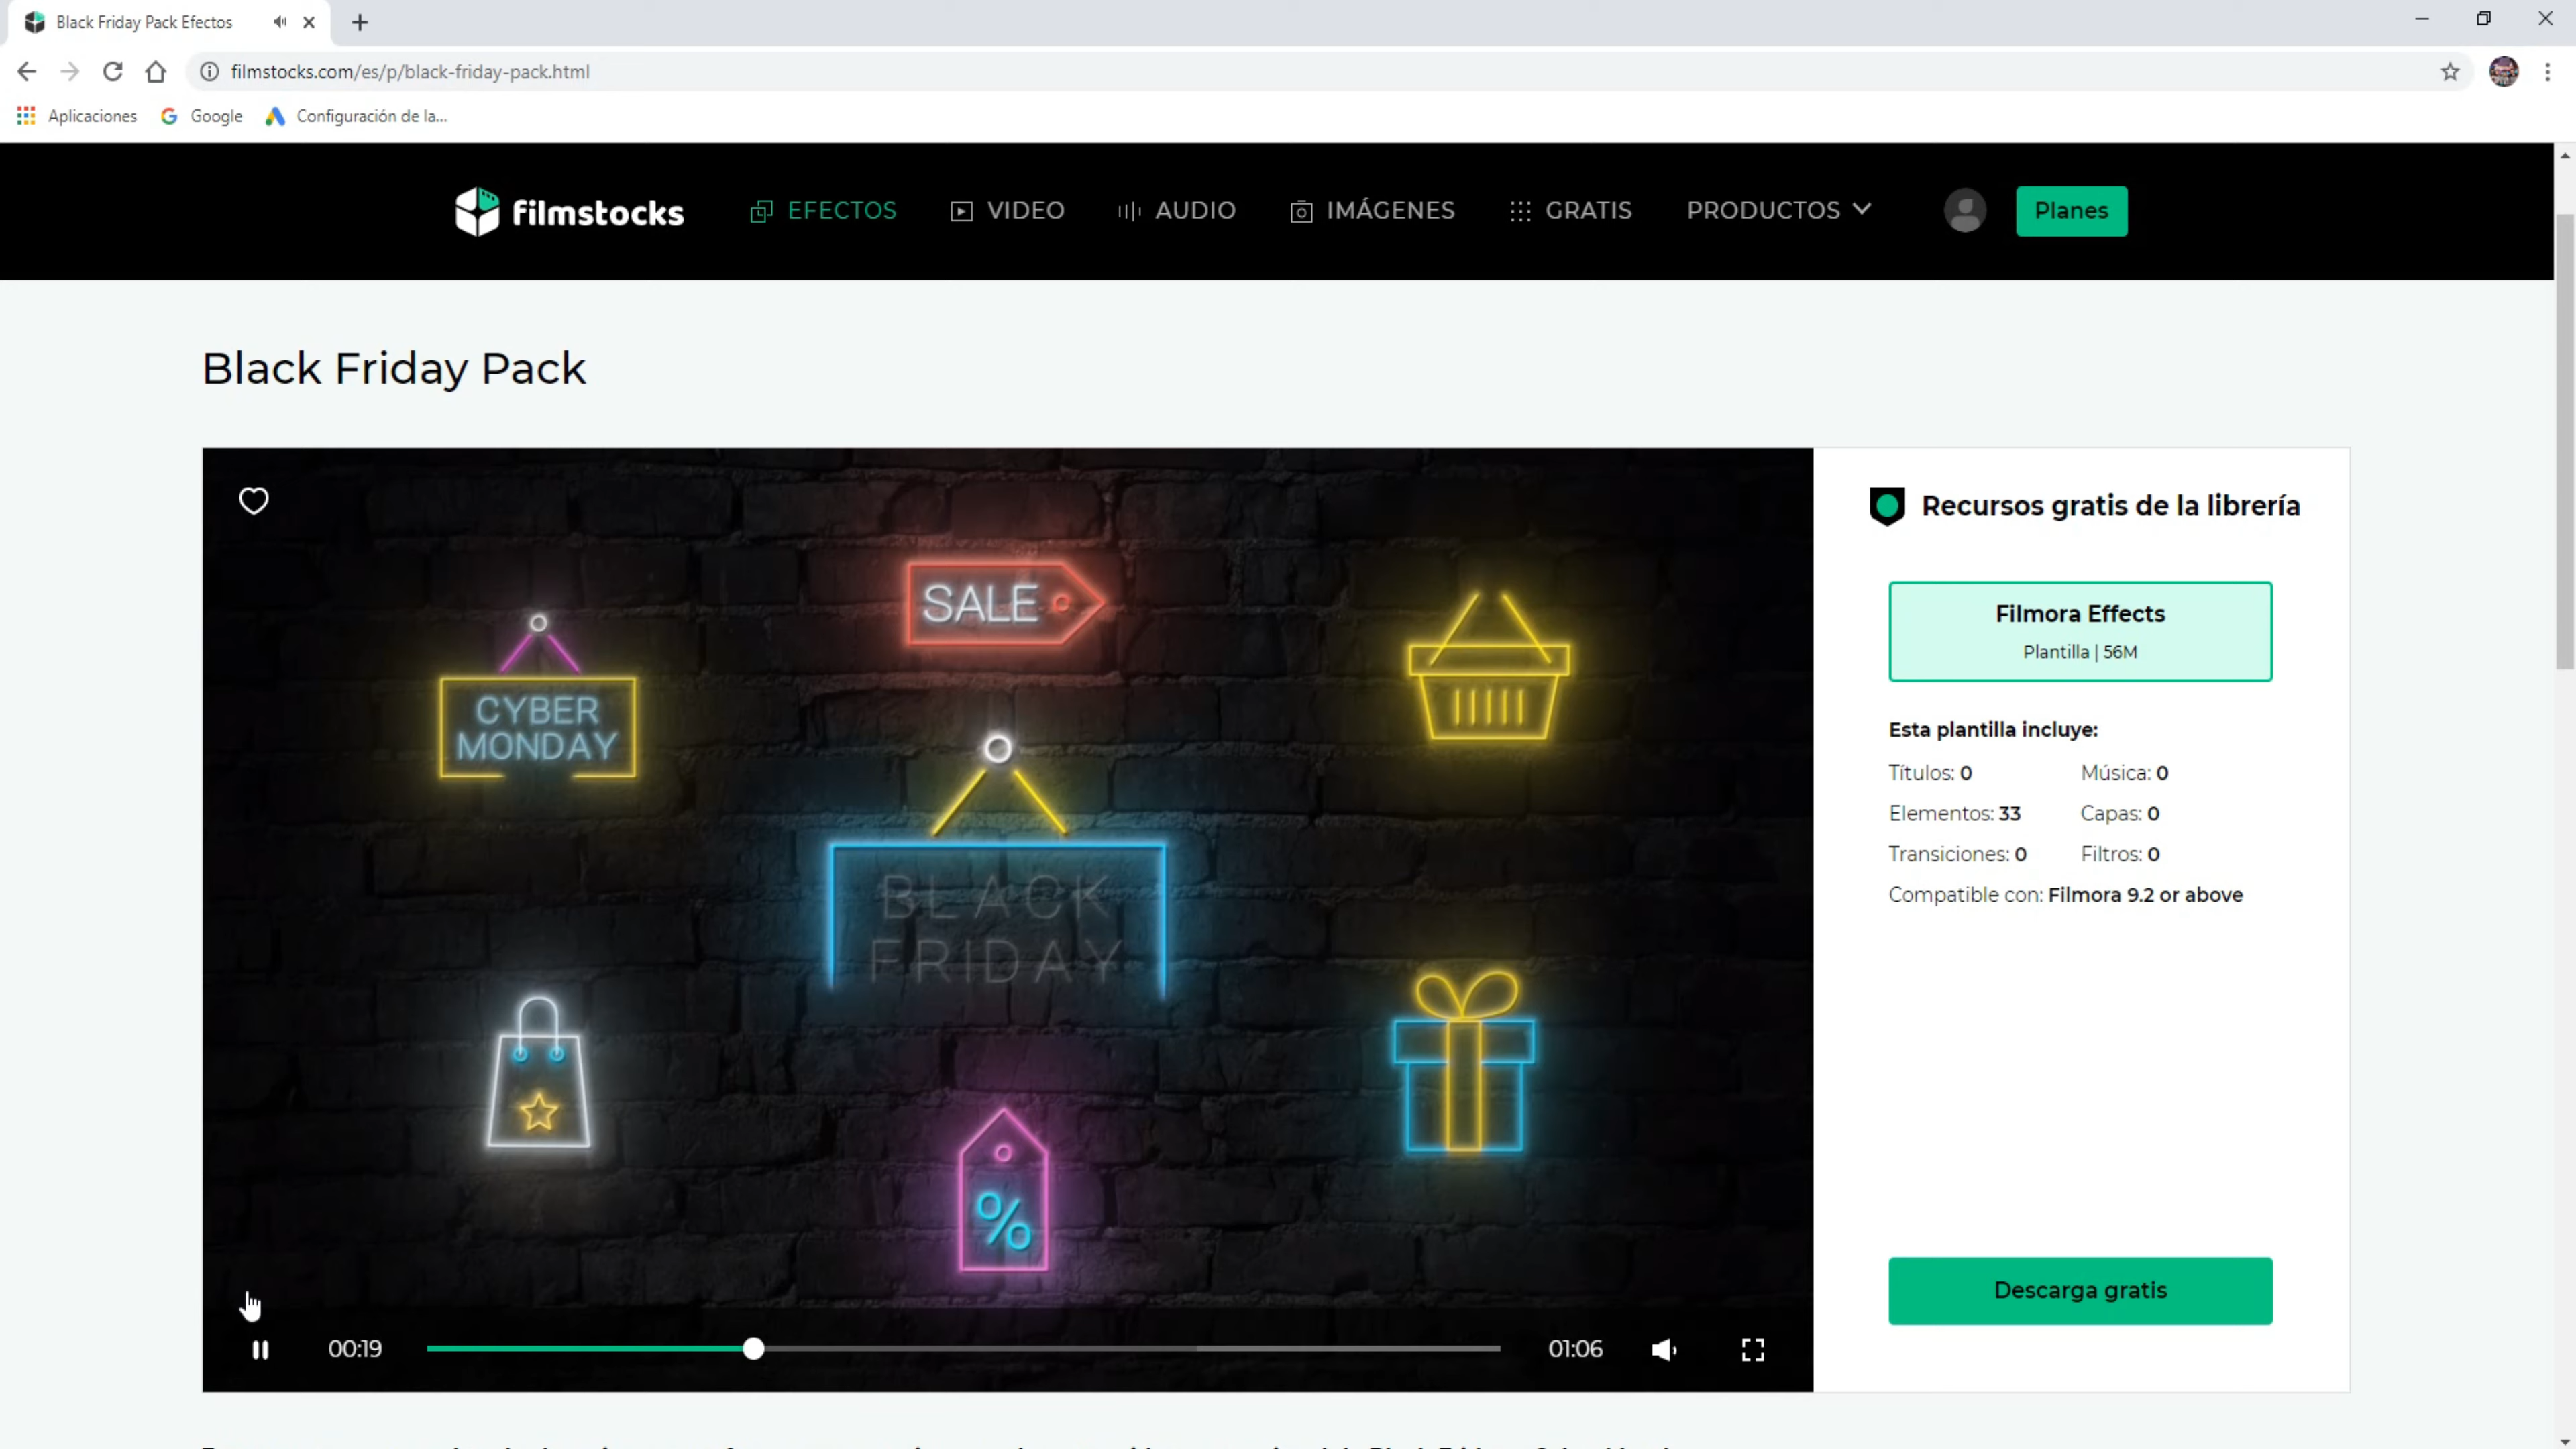 Black Friday Pack Efectos
filmstocks.com/es/p/black-friday-pack.html
Aplicaciones
Google
Configuración de la...
filmstocks
EFECTOS
VIDEO
AUDIO
IMÁGENES
GRATIS
PRODUCTOS
Planes
Black Friday Pack
SALE
CYBER
MONDAY
BLACK
FRIDAY
%
00:19
01:06
Recursos gratis de la librería
Filmora Effects
Plantilla | 56M
Esta plantilla incluye:
Títulos: 0 Música: 0
Elementos: 33 Capas: 0
Transiciones: 0 Filtros: 0
Compatible con: Filmora 9.2 or above
Descarga gratis